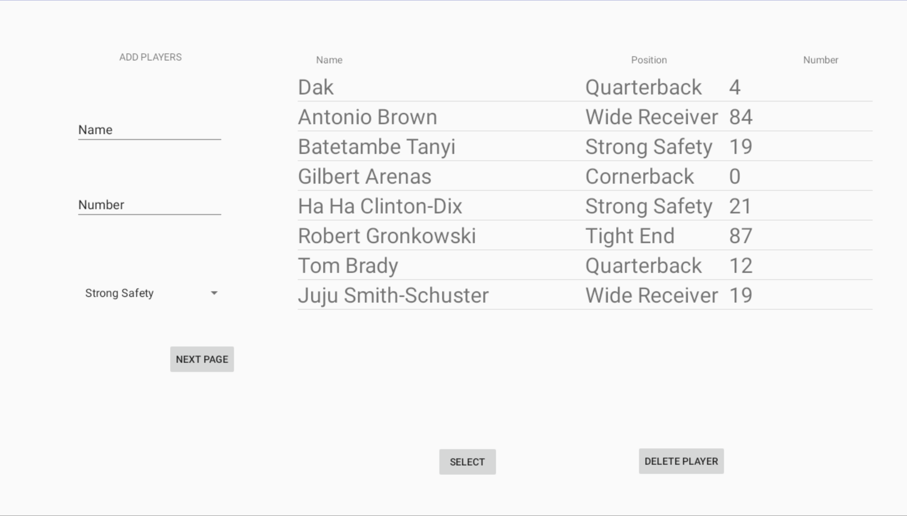 ADD PLAYERS
Name
Number
Strong Safety
NEXT PAGE
Name Position Number
Dak Quarterback 4
Antonio Brown Wide Receiver 84
Batetambe Tanyi Strong Safety 19
Gilbert Arenas Cornerback 0
Ha Ha Clinton-Dix Strong Safety 21
Robert Gronkowski Tight End 87
Tom Brady Quarterback 12
Juju Smith-Schuster Wide Receiver 19
SELECT DELETE PLAYER